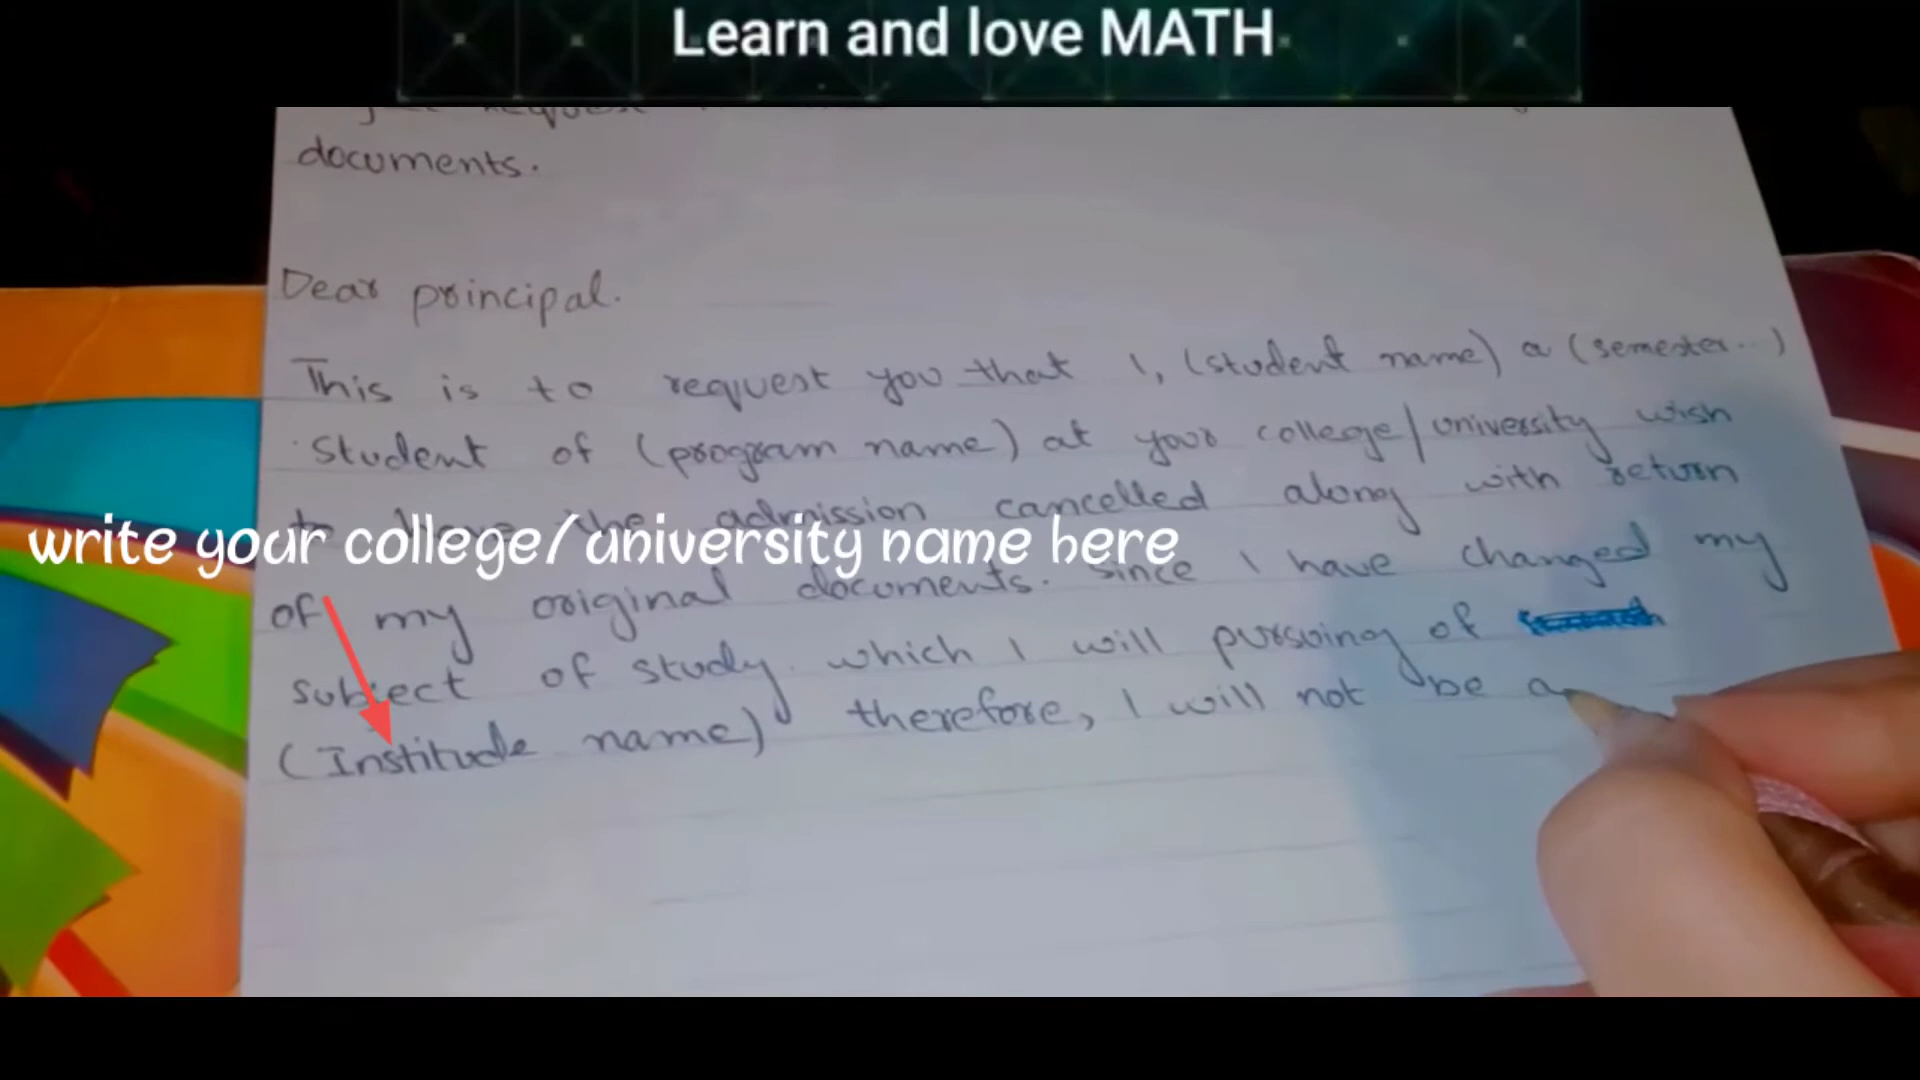 Learn and love MATH
request
documents.
Dear principal.
This is to request you that I, (student name) a (semester...)
student of (program name) at your college/university wish
to have the admission cancelled along with return
write your college/university name here
of my original documents. Since I have changed my
subject of study which I will pursuing of
(Institude name) therefore, I will not be a